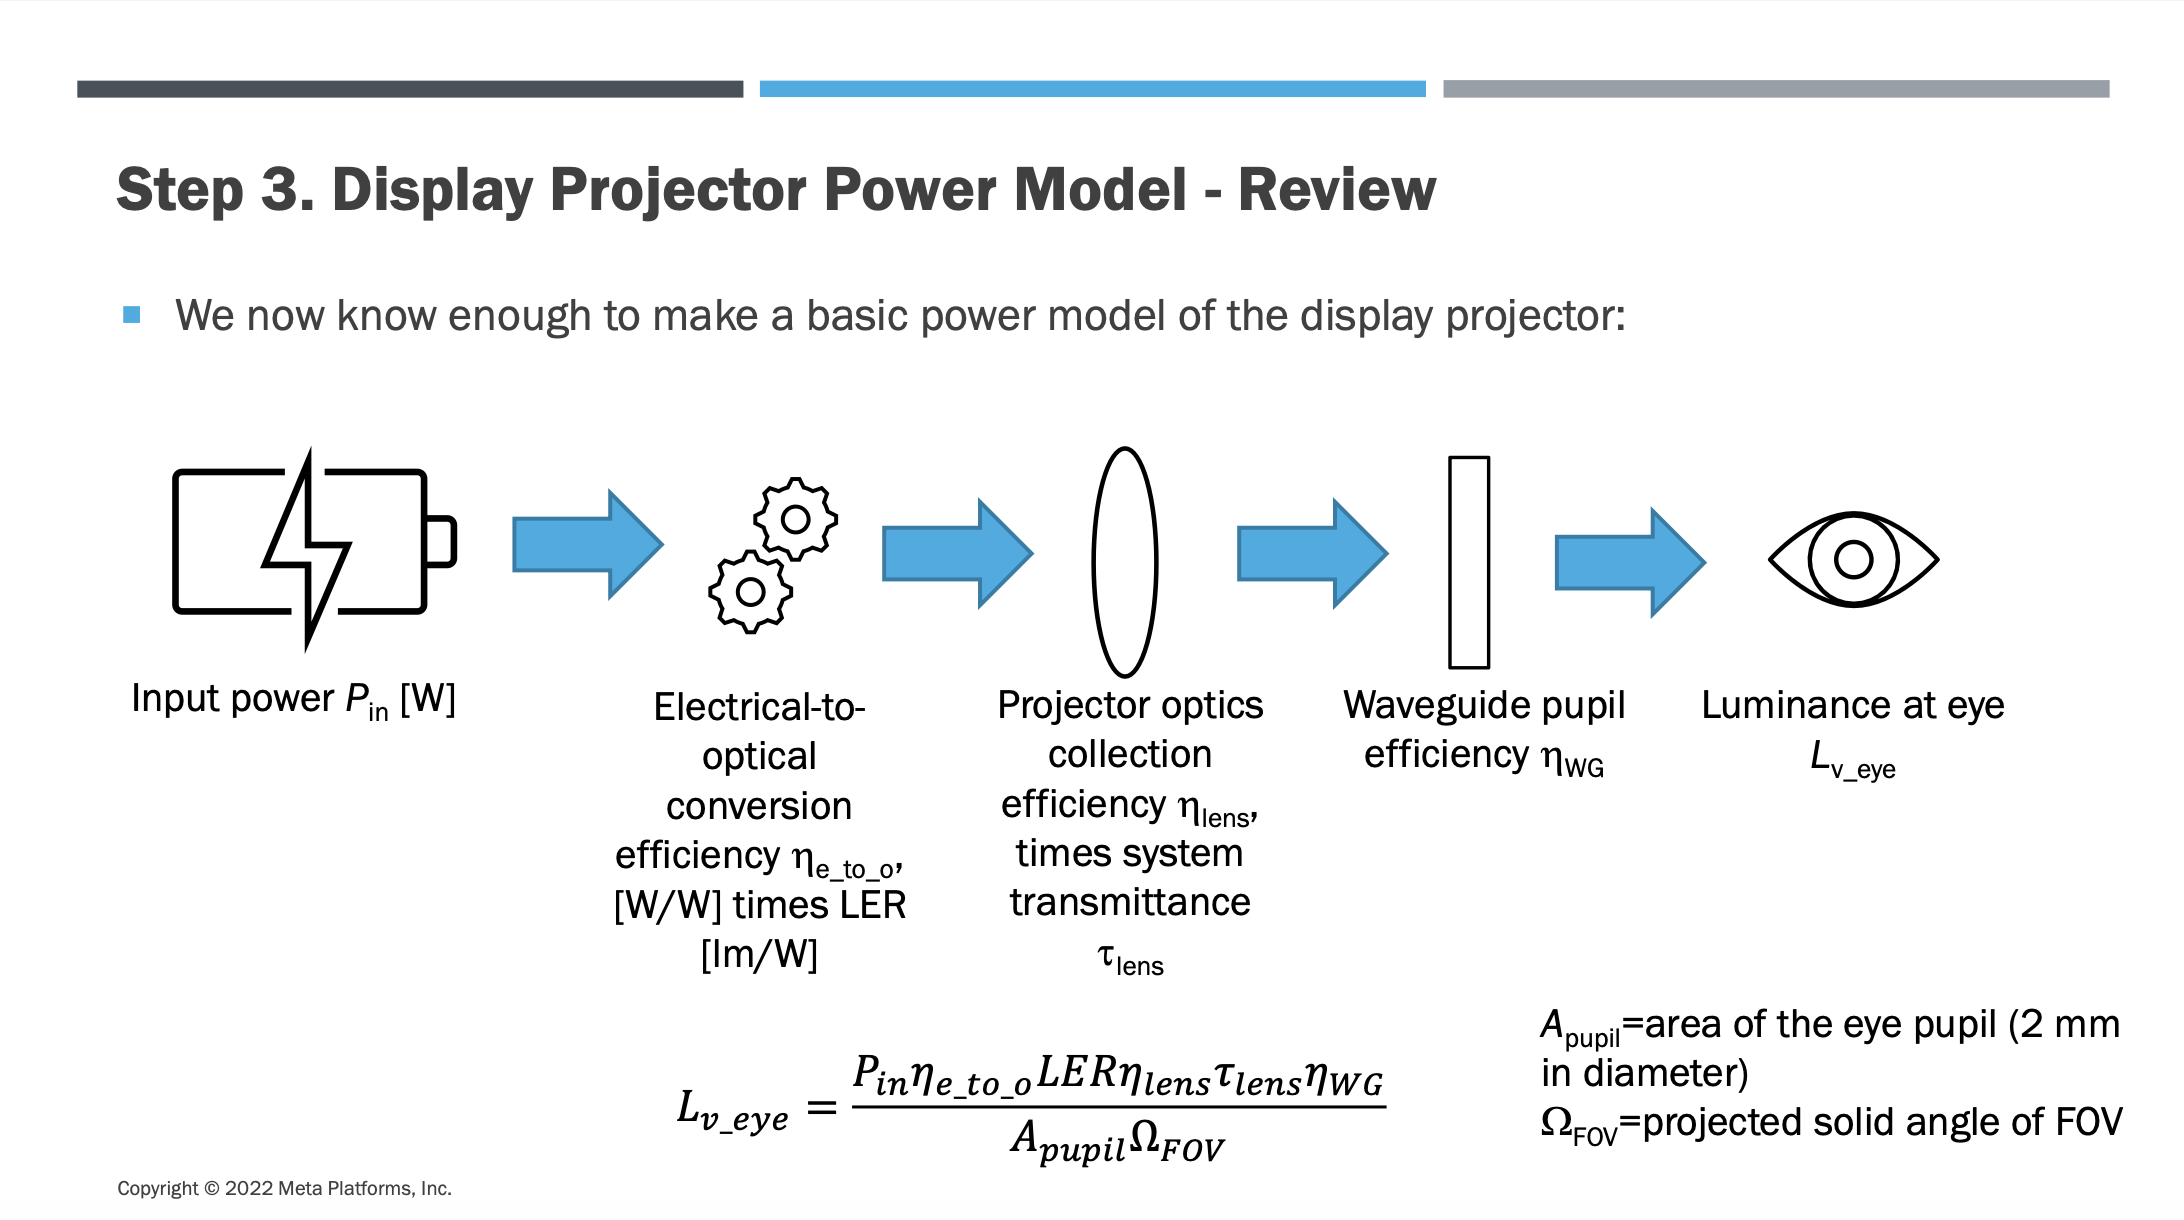 Step 3. Display Projector Power Model - Review
We now know enough to make a basic power model of the display projector:
Input power P_in [W]
Electrical-to-
optical
conversion
efficiency η_e_to_o,
[W/W] times LER
[lm/W]
Projector optics
collection
efficiency η_lens,
times system
transmittance
τ_lens
Waveguide pupil
efficiency η_WG
Luminance at eye
L_v_eye
L_v_eye = P_in η_e_to_o LER η_lens τ_lens η_WG / A_pupil Ω_FOV
A_pupil=area of the eye pupil (2 mm
in diameter)
Ω_FOV=projected solid angle of FOV
Copyright © 2022 Meta Platforms, Inc.